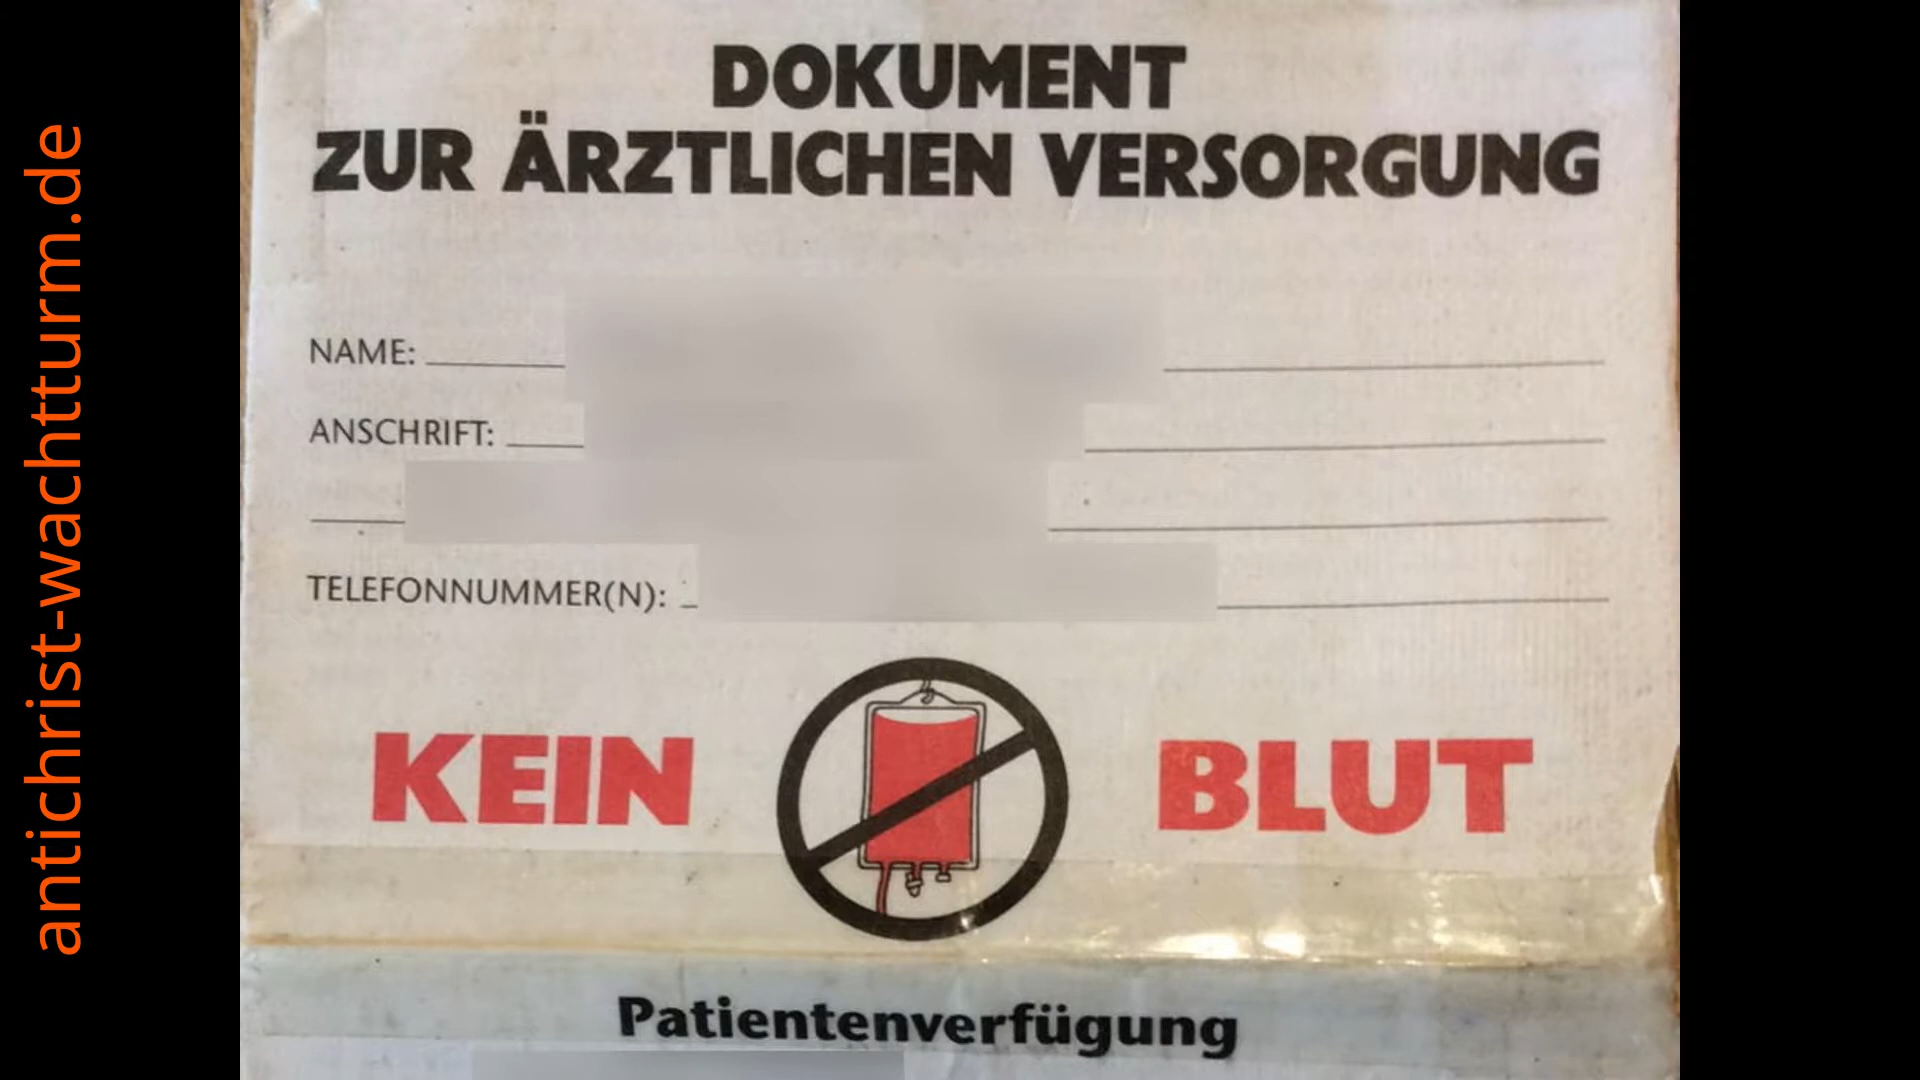 antichrist-wachtturm.de
DOKUMENT
ZUR ÄRZTLICHEN VERSORGUNG
NAME:
ANSCHRIFT:
TELEFONNUMMER(N):
KEIN BLUT
Patientenverfügung